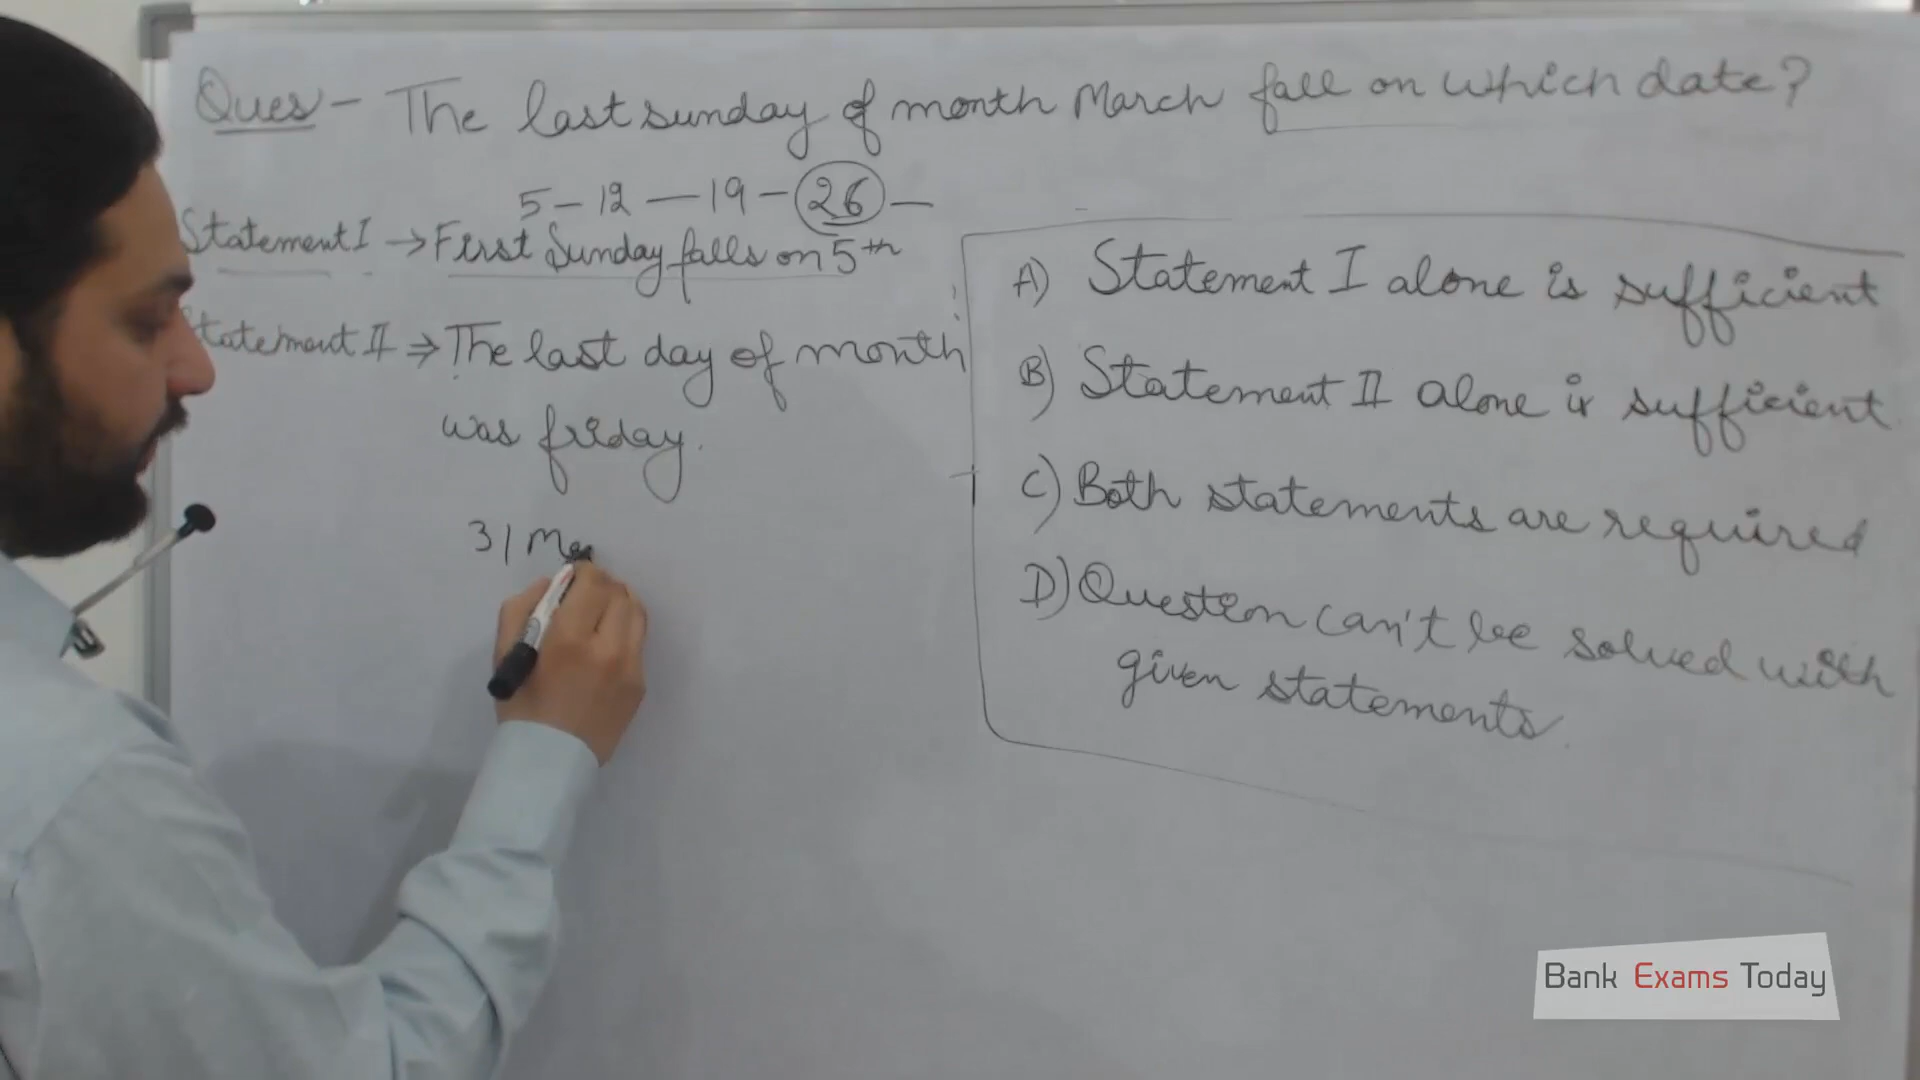 Ques - The last sunday of month March fall on which date?
5 - 12 - 19 - 26 -
Statement I → First Sunday falls on 5th
Statement II ⇒ The last day of month
was friday.
31 Mar
A) Statement I alone is sufficient
B) Statement II alone is sufficient
C) Both statements are required
D) Question can't be solved with
given statements.
Bank Exams Today